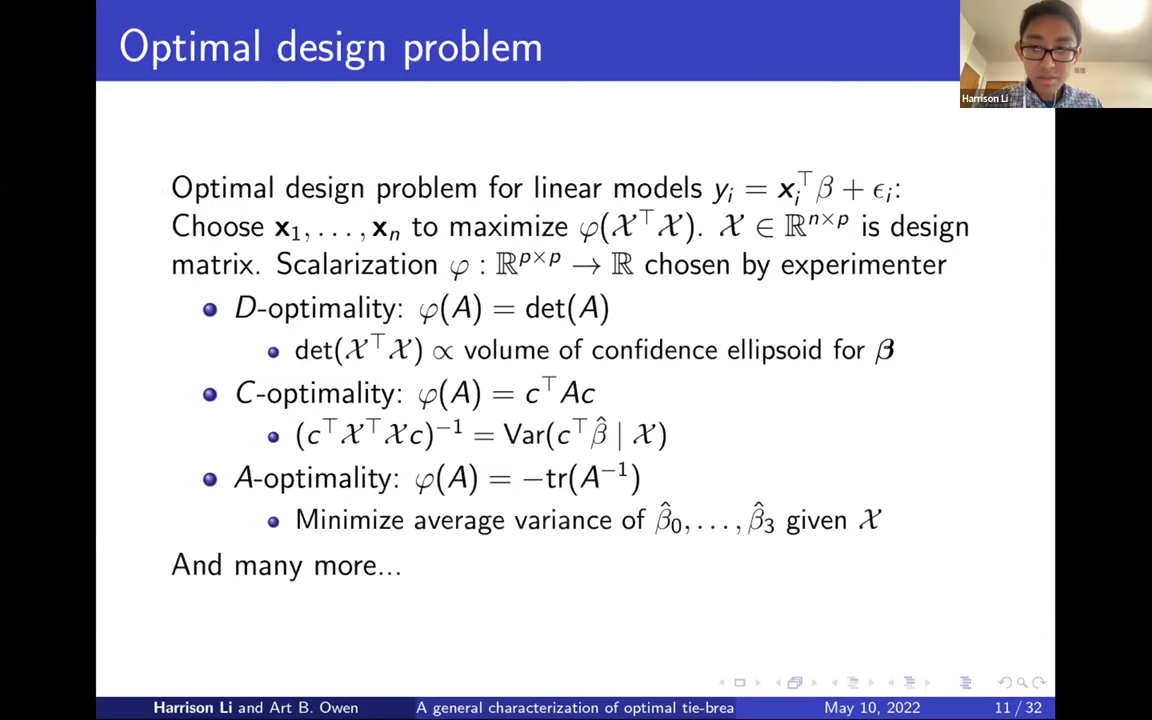 Optimal design problem
Harrison Li
Optimal design problem for linear models yᵢ = 𝐱ᵢ^⊤ β + ϵᵢ:
Choose 𝐱₁, . . . , 𝐱ₙ to maximize φ(𝒳^⊤ 𝒳). 𝒳 ∈ ℝ^{n×p} is design
matrix. Scalarization φ : ℝ^{p×p} → ℝ chosen by experimenter
D-optimality: φ(A) = det(A)
det(𝒳^⊤ 𝒳) ∝ volume of confidence ellipsoid for β
C-optimality: φ(A) = c^⊤ Ac
(c^⊤ 𝒳^⊤ 𝒳c)^{−1} = Var(c^⊤ β̂ | 𝒳)
A-optimality: φ(A) = −tr(A^{−1})
Minimize average variance of β̂₀, . . . , β̂₃ given 𝒳
And many more...
Harrison Li and Art B. Owen A general characterization of optimal tie-brea May 10, 2022 11 / 32